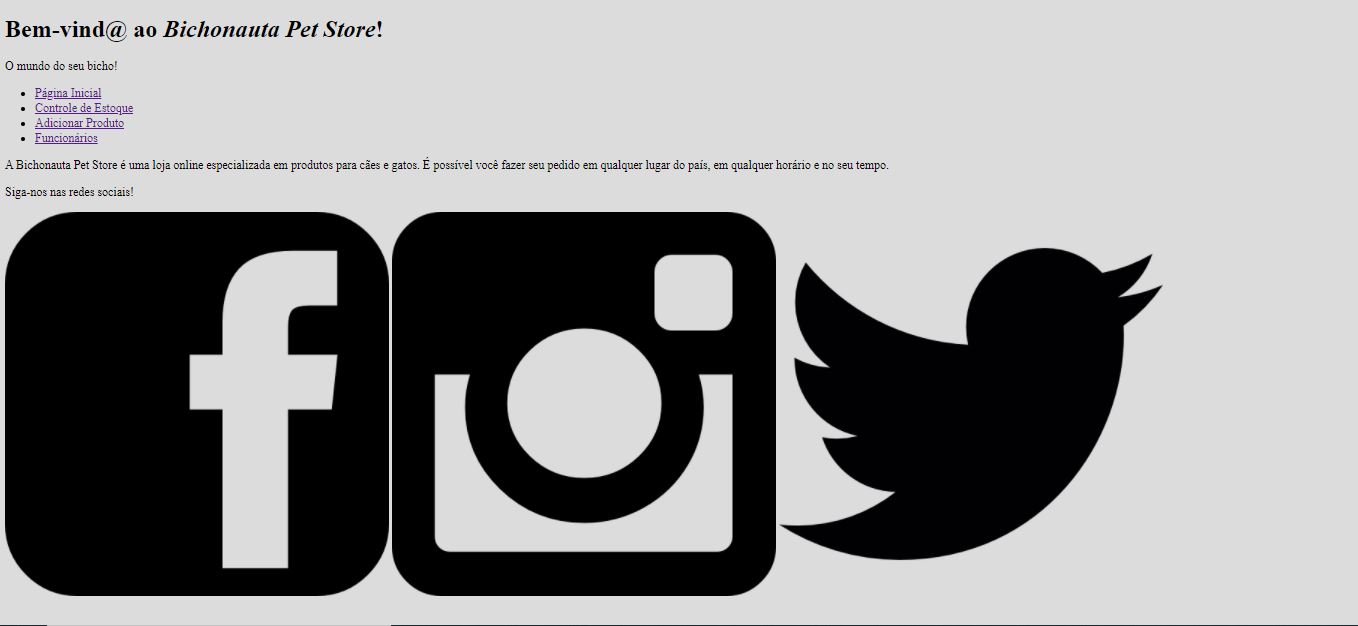 Bem-vind@ ao Bichonauta Pet Store!
O mundo do seu bicho!
Página Inicial
Controle de Estoque
Adicionar Produto
Funcionários
A Bichonauta Pet Store é uma loja online especializada em produtos para cães e gatos. É possível você fazer seu pedido em qualquer lugar do país, em qualquer horário e no seu tempo.
Siga-nos nas redes sociais!